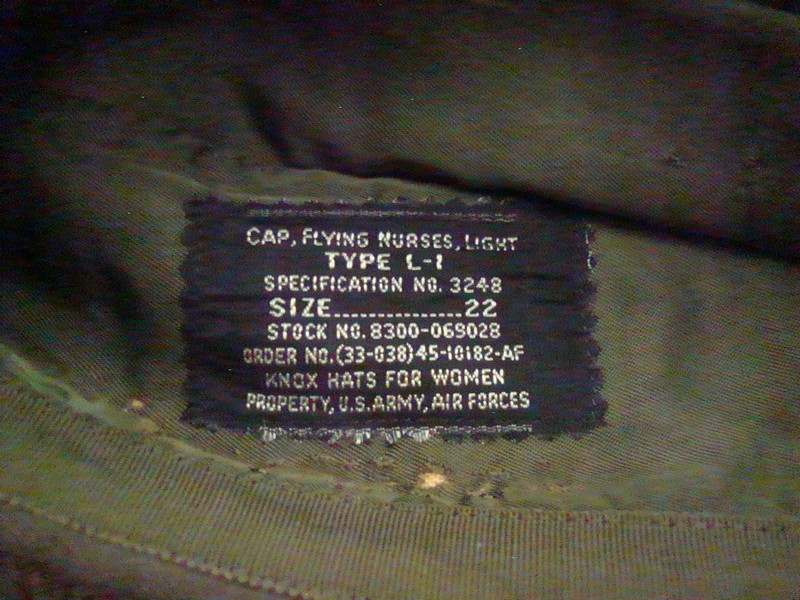 CAP, FLYING NURSES, LIGHT
TYPE L-1
SPECIFICATION NO. 3248
SIZE...............22
STOCK NO. 8300-069028
ORDER NO. (33-038)45-10182-AF
KNOX HATS FOR WOMEN
PROPERTY, U.S. ARMY, AIR FORCES